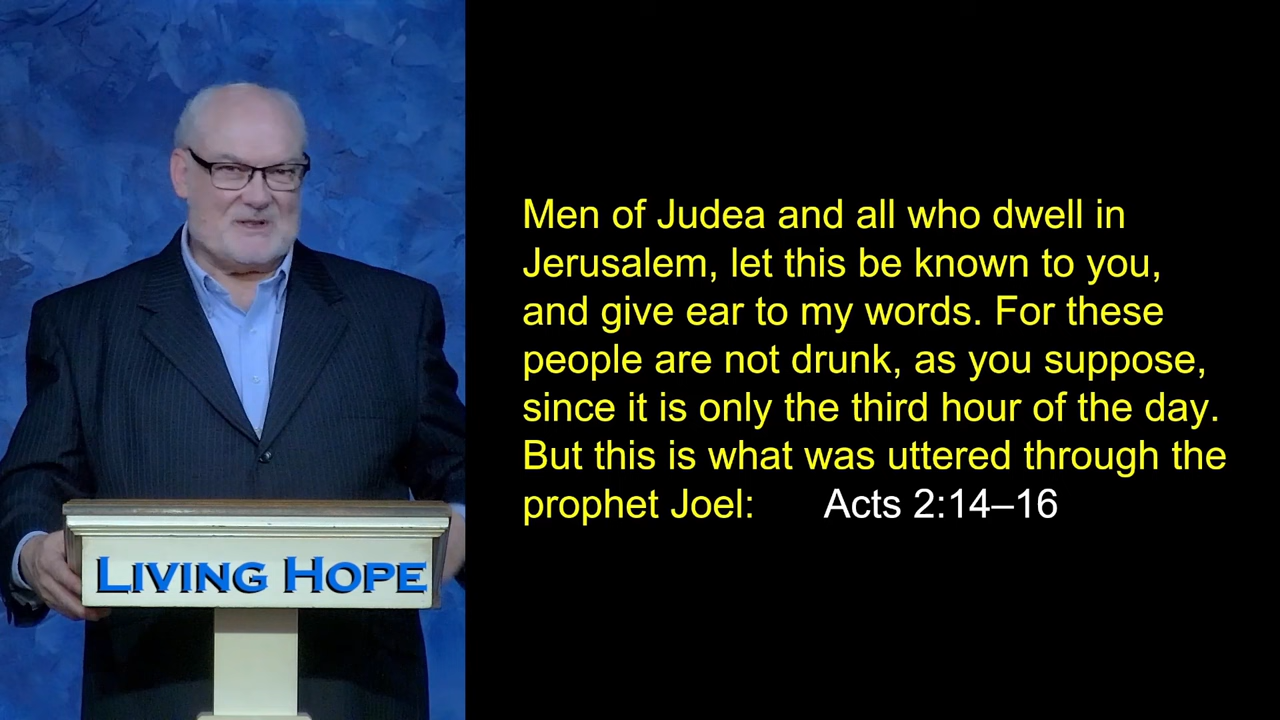 Living Hope
Men of Judea and all who dwell in
Jerusalem, let this be known to you,
and give ear to my words. For these
people are not drunk, as you suppose,
since it is only the third hour of the day.
But this is what was uttered through the
prophet Joel: Acts 2:14–16